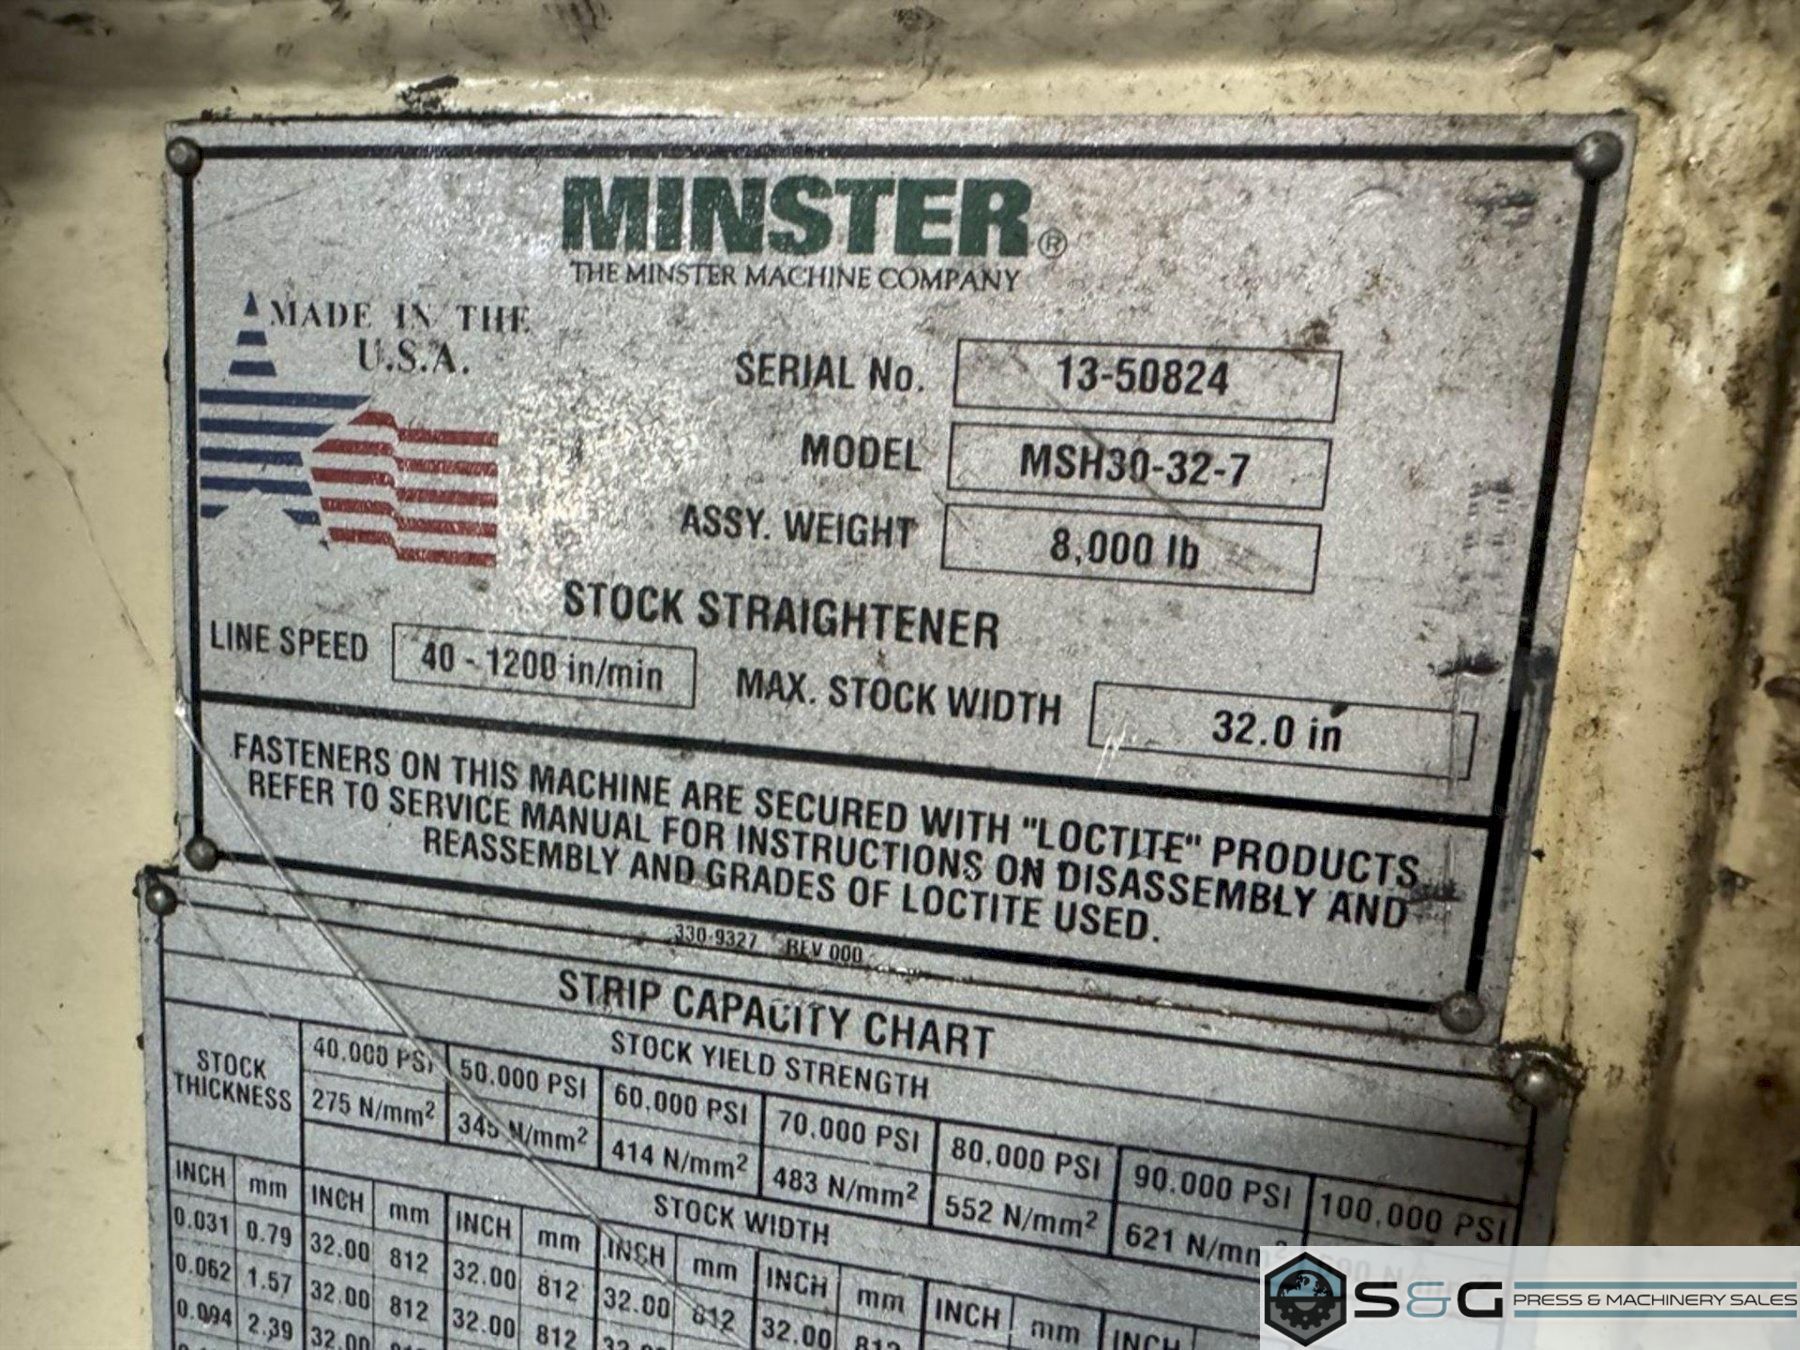 MINSTER®
THE MINSTER MACHINE COMPANY
MADE IN THE
U.S.A.
SERIAL No. 13-50824
MODEL MSH30-32-7
ASSY. WEIGHT 8,000 lb
STOCK STRAIGHTENER
LINE SPEED 40 - 1200 in/min MAX. STOCK WIDTH 32.0 in
FASTENERS ON THIS MACHINE ARE SECURED WITH "LOCTITE" PRODUCTS
REFER TO SERVICE MANUAL FOR INSTRUCTIONS ON DISASSEMBLY AND
REASSEMBLY AND GRADES OF LOCTITE USED.
330-9327 REV 000
STRIP CAPACITY CHART
STOCK YIELD STRENGTH
STOCK THICKNESS
40.000 PSI 50.000 PSI 60.000 PSI 70.000 PSI 80.000 PSI 90.000 PSI 100.000 PSI
275 N/mm² 345 N/mm² 414 N/mm² 483 N/mm² 552 N/mm² 621 N/mm²
STOCK WIDTH
INCH mm INCH mm INCH mm INCH mm INCH mm INCH mm INCH
0.031 0.79 32.00 812 32.00 812 32.00 812 32.00 812
0.062 1.57 32.00 812 32.00 812
0.094 2.39 32.00
S&G PRESS & MACHINERY SALES